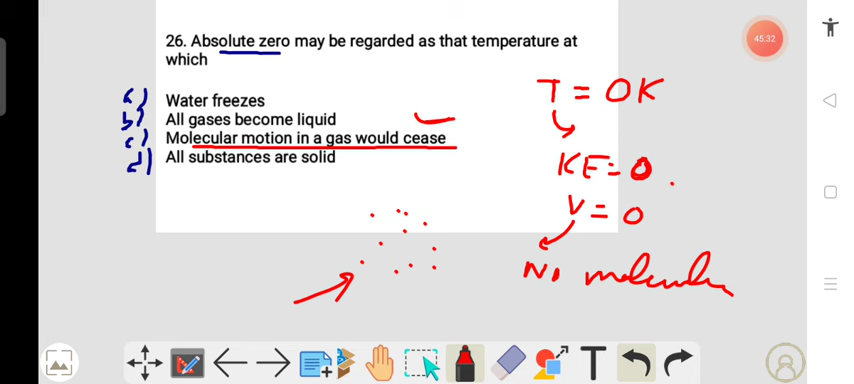 45:32
26. Absolute zero may be regarded as that temperature at
which
a) Water freezes
b) All gases become liquid
c) Molecular motion in a gas would cease
d) All substances are solid
T = 0K
KE = 0
V = 0
No molecular
T